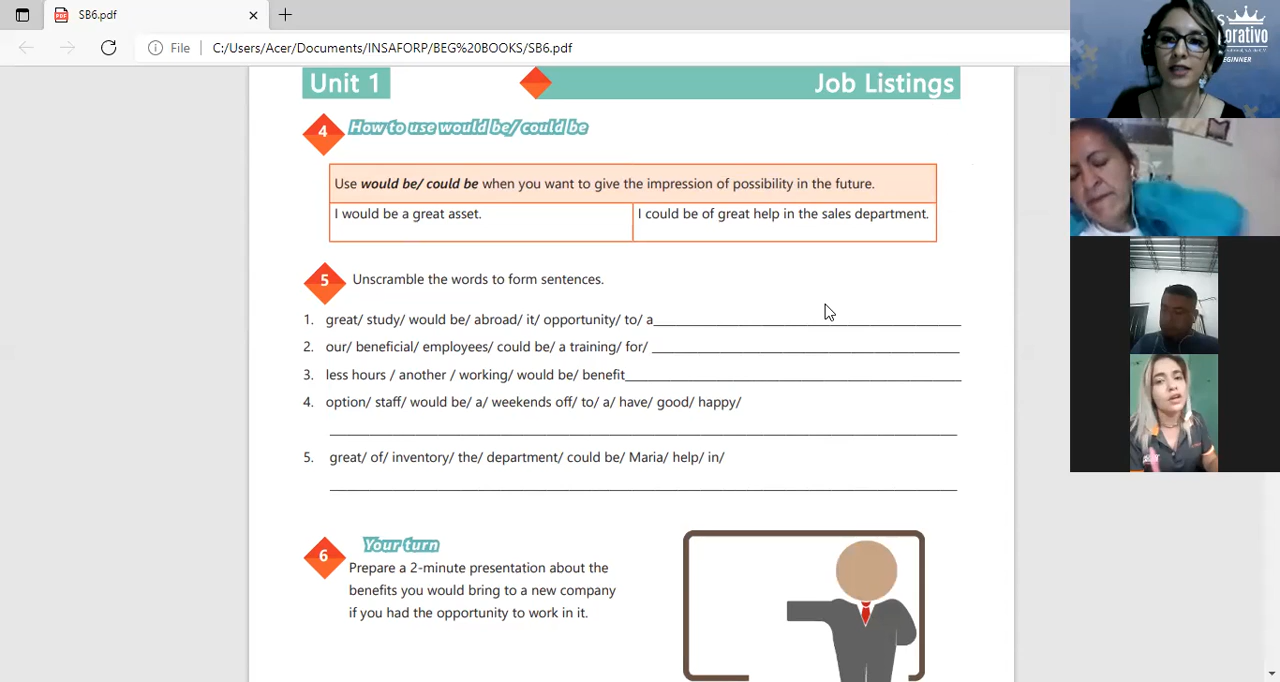 SB6.pdf
File
C:/Users/Acer/Documents/INSAFORP/BEG%20BOOKS/SB6.pdf
Unit 1
Job Listings
4 How to use would be/ could be
Use would be/ could be when you want to give the impression of possibility in the future.
I would be a great asset.
I could be of great help in the sales department.
5 Unscramble the words to form sentences.
1. great/ study/ would be/ abroad/ it/ opportunity/ to/ a
2. our/ beneficial/ employees/ could be/ a training/ for/
3. less hours / another / working/ would be/ benefit
4. option/ staff/ would be/ a/ weekends off/ to/ a/ have/ good/ happy/
5. great/ of/ inventory/ the/ department/ could be/ Maria/ help/ in/
6 Your turn
Prepare a 2-minute presentation about the
benefits you would bring to a new company
if you had the opportunity to work in it.